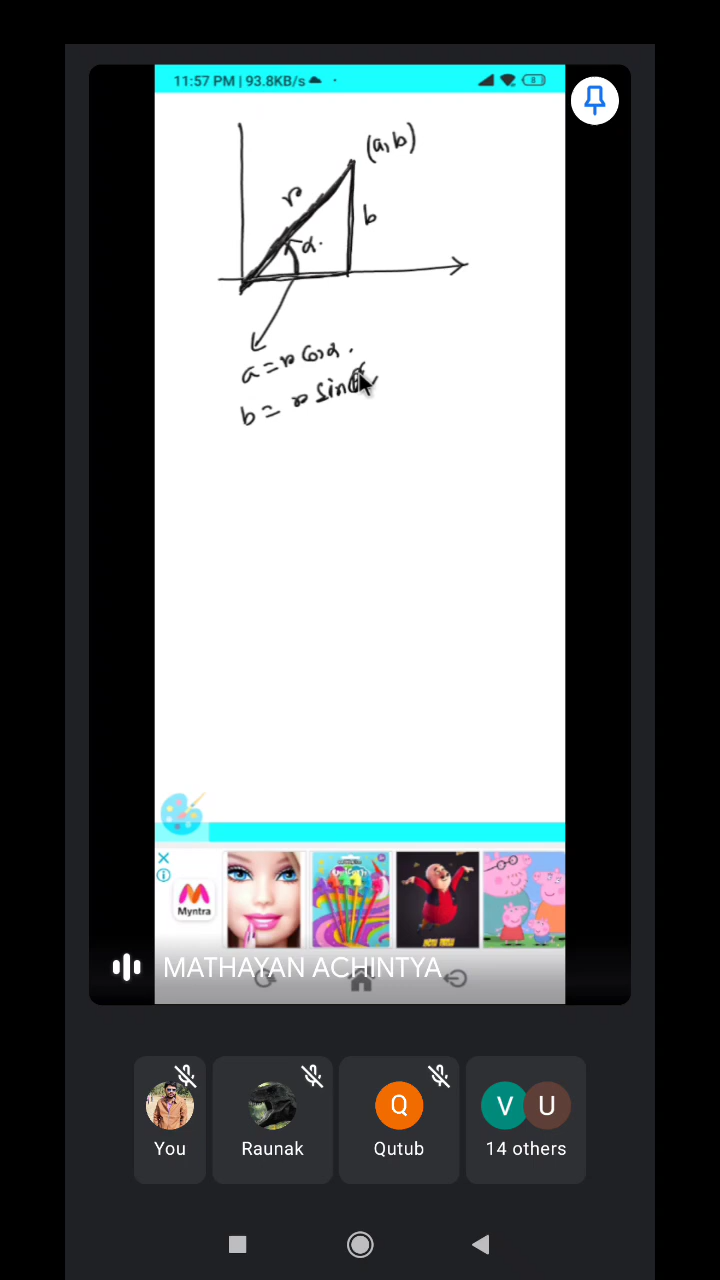 11:57 PM | 93.8KB/s
(a, b)
r
b
α.
a = r Cos α.
b = r Sin α
Myntra
MATHAYAN ACHINTYA
Q
V U
You
Raunak
Qutub
14 others